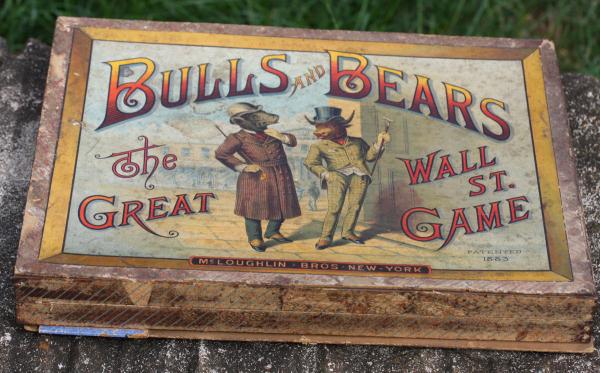 BULLS AND BEARS
The
GREAT
WALL
ST.
GAME
PATENTED
1883
McLOUGHLIN · BROS · NEW-YORK